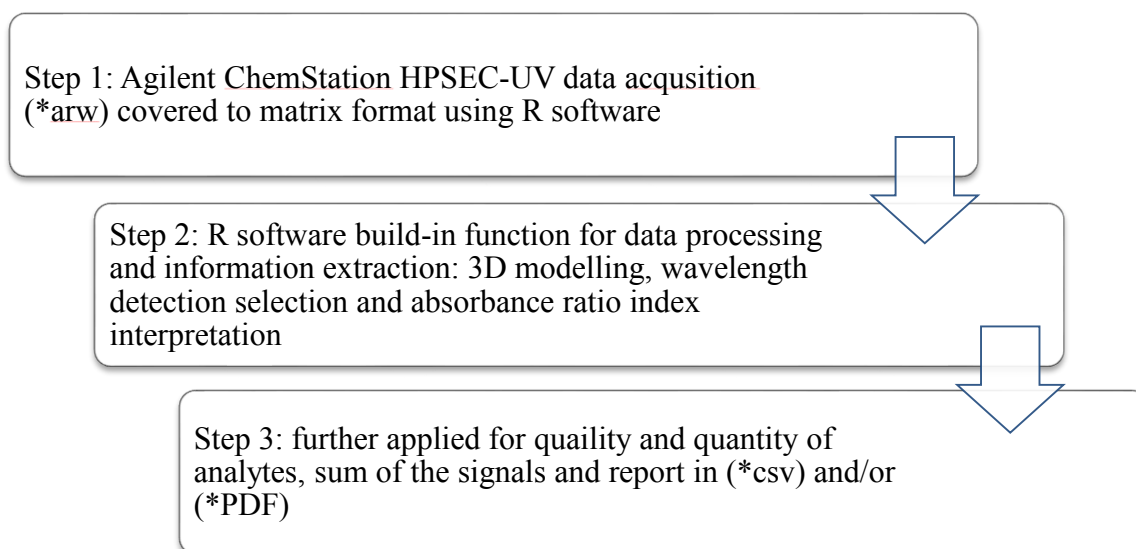 Step 1: Agilent ChemStation HPSEC-UV data acqusition
(*arw) covered to matrix format using R software
Step 2: R software build-in function for data processing
and information extraction: 3D modelling, wavelength
detection selection and absorbance ratio index
interpretation
Step 3: further applied for quaility and quantity of
analytes, sum of the signals and report in (*csv) and/or
(*PDF)